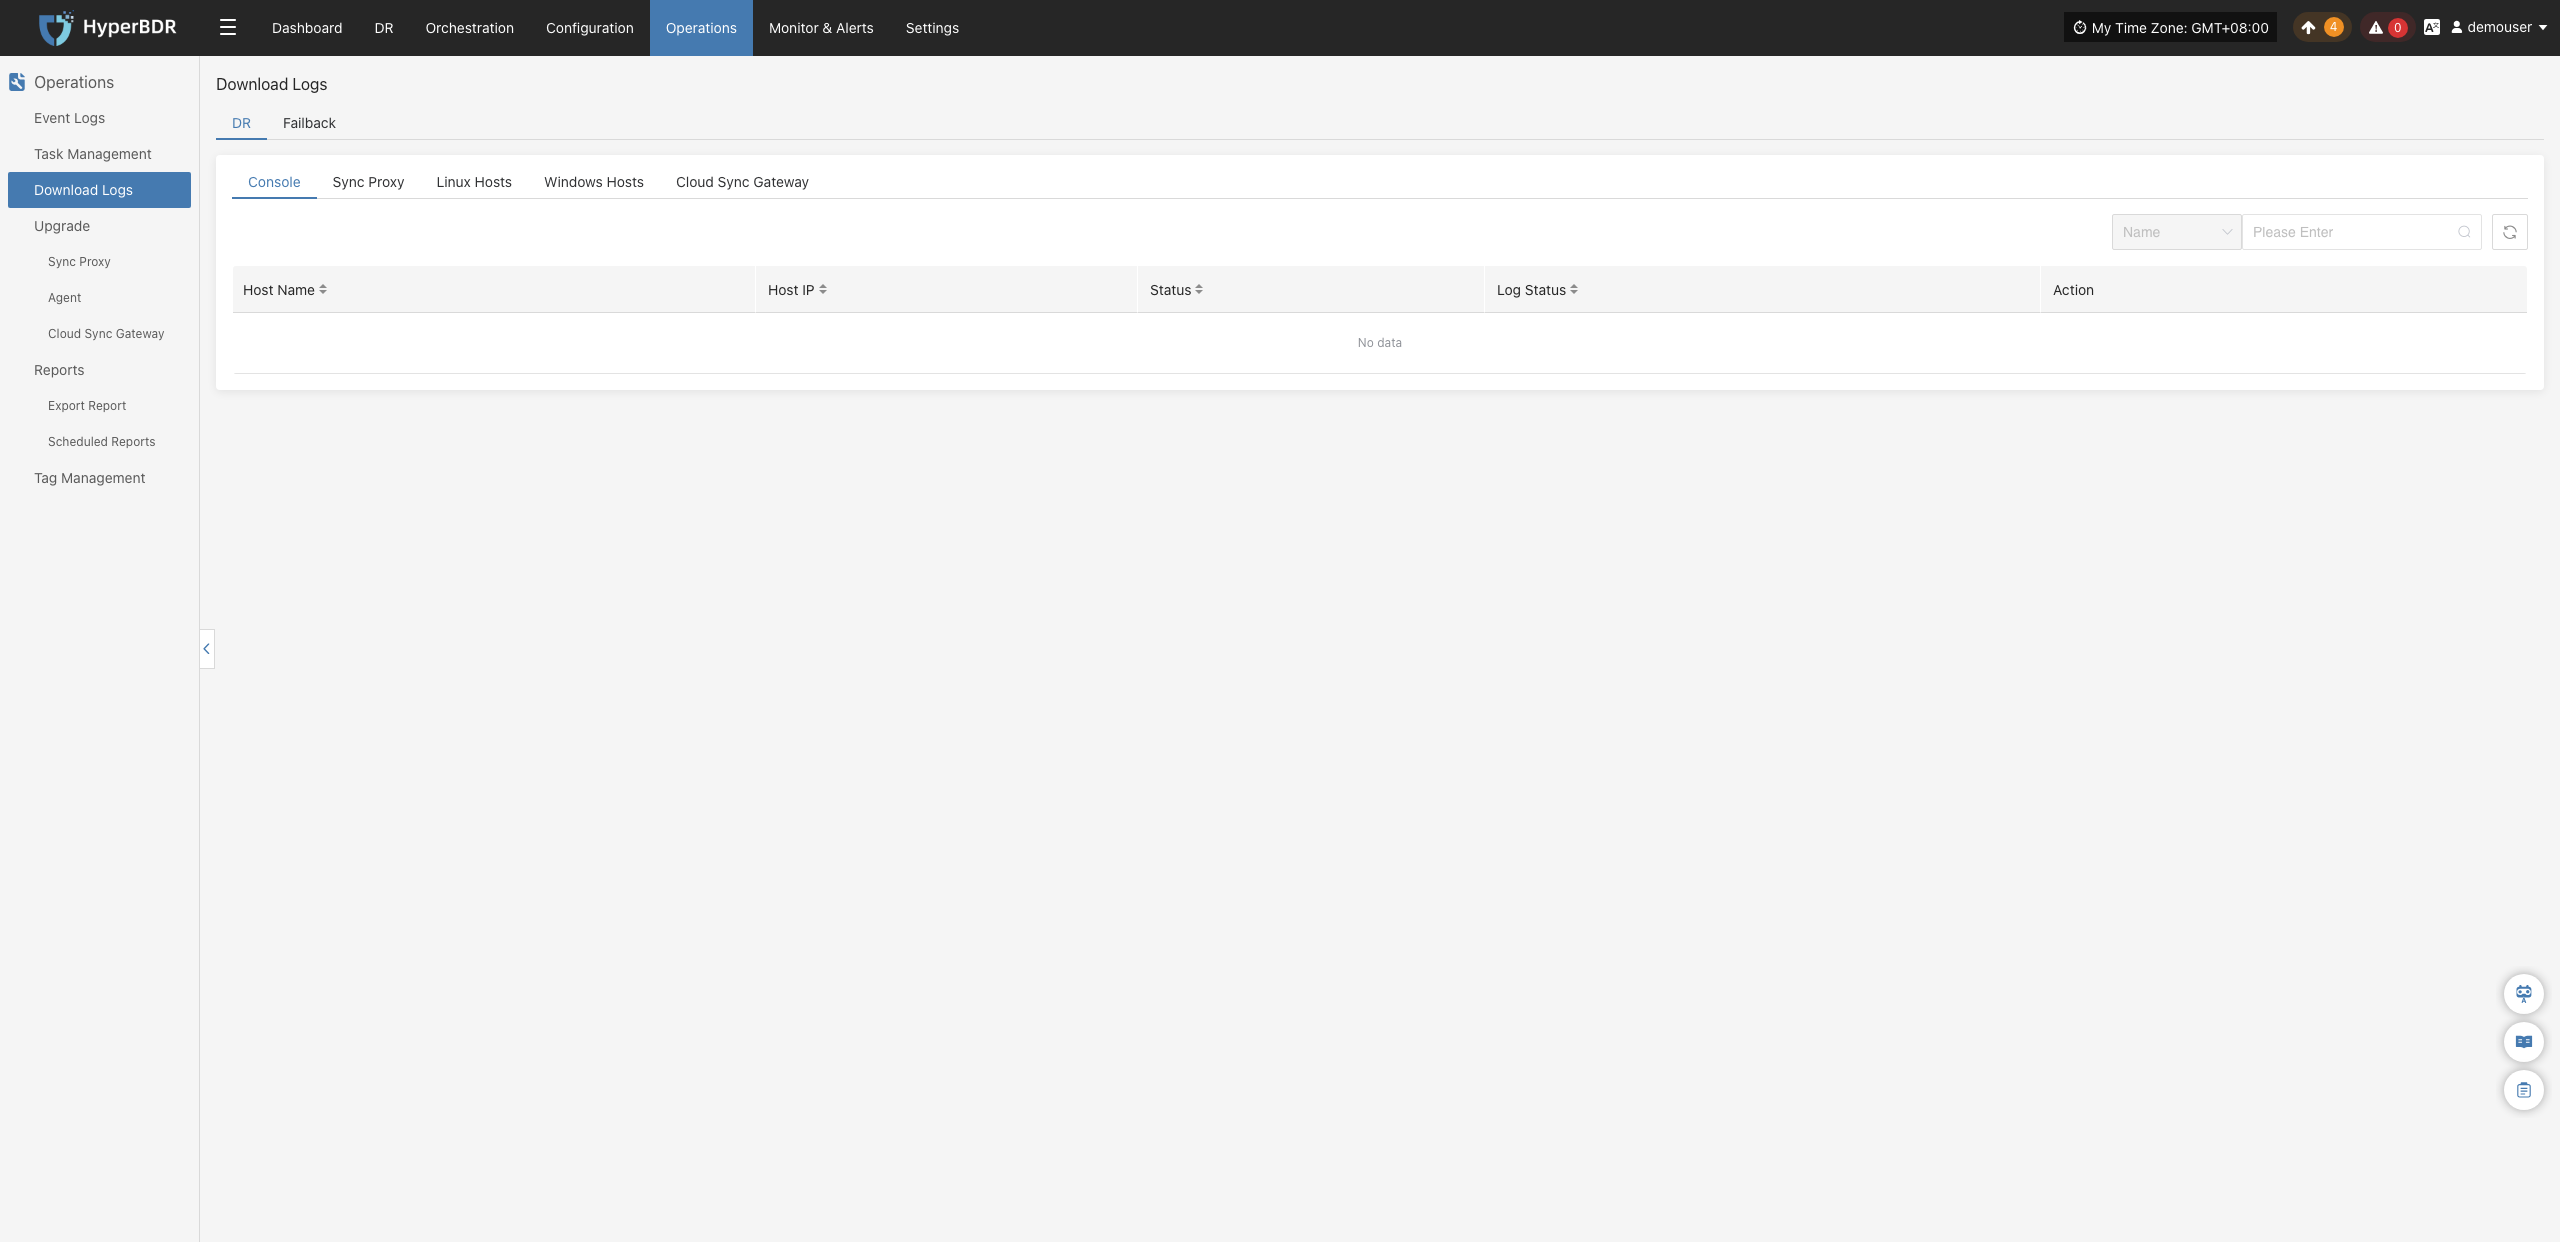 HyperBDR
Dashboard DR Orchestration Configuration Operations Monitor & Alerts Settings
My Time Zone: GMT+08:00 4 0 demouser
Operations
Event Logs
Task Management
Download Logs
Upgrade
Sync Proxy
Agent
Cloud Sync Gateway
Reports
Export Report
Scheduled Reports
Tag Management
Download Logs
DR Failback
Console Sync Proxy Linux Hosts Windows Hosts Cloud Sync Gateway
Name Please Enter
Host Name Host IP Status Log Status Action
No data